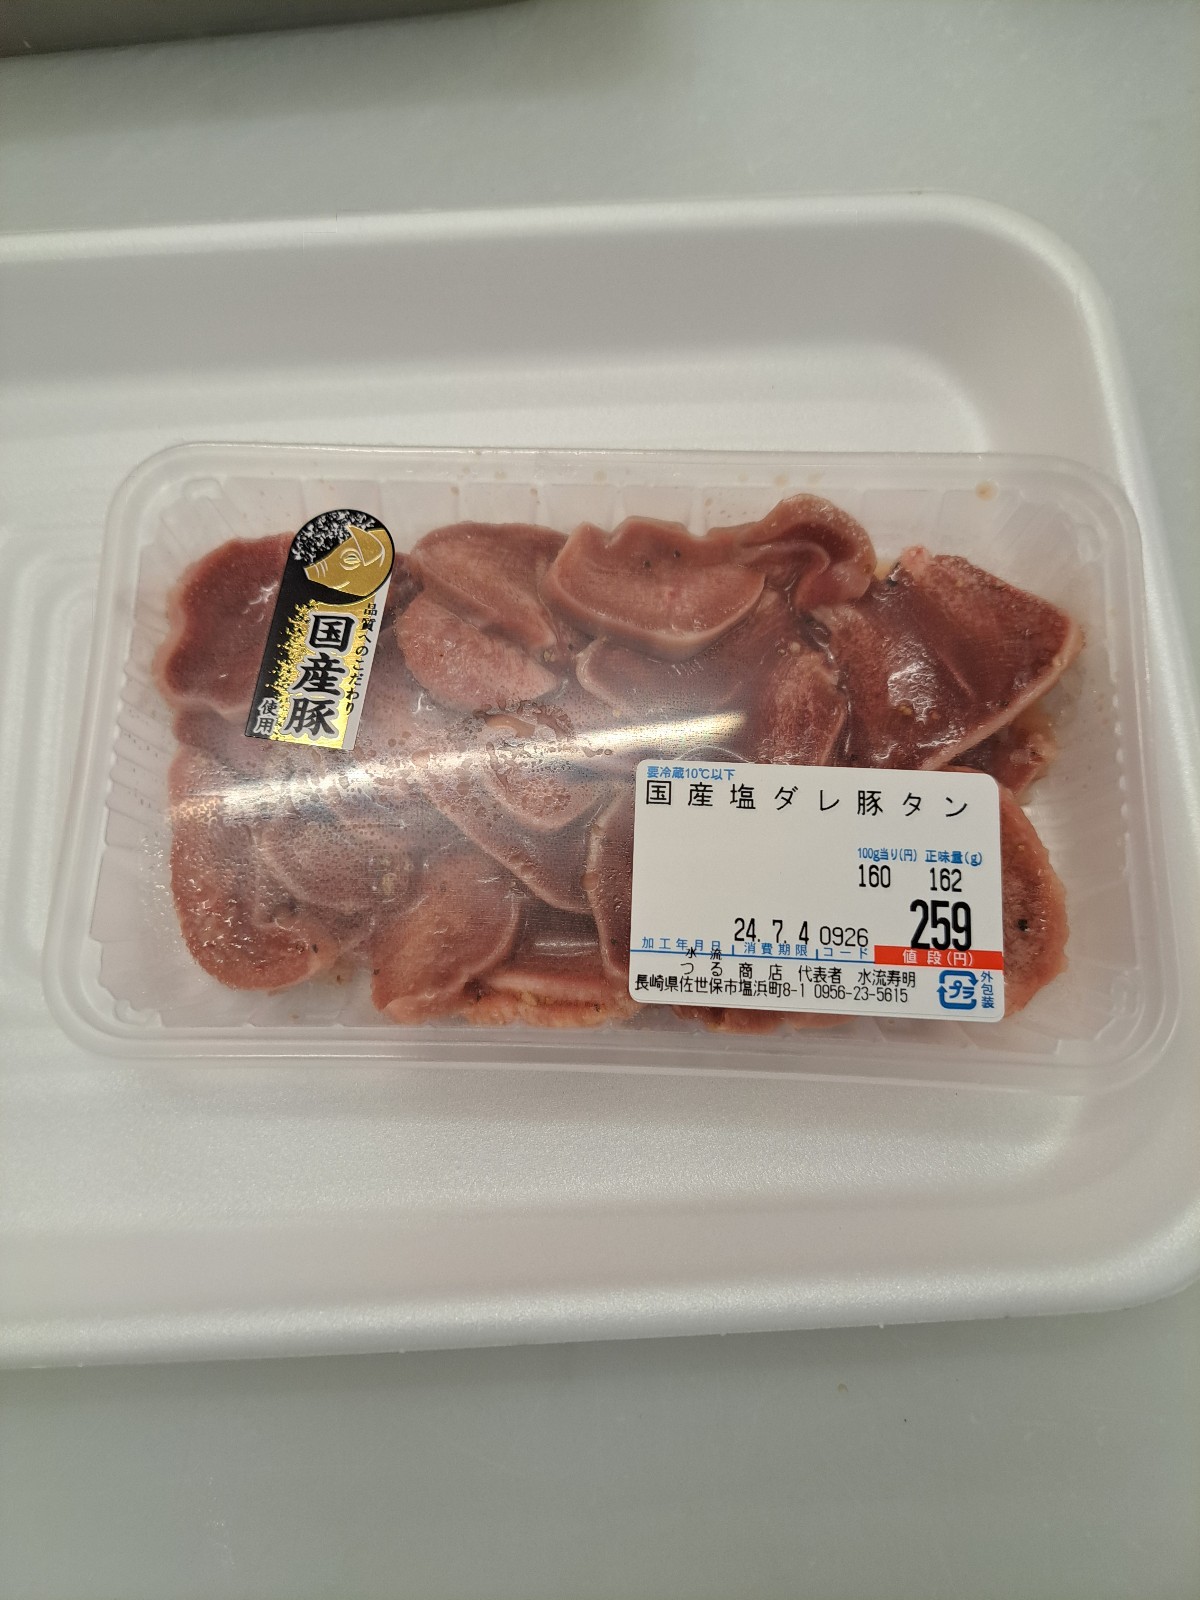 品質へのこだわり
国産豚
使用
要冷蔵10℃以下
国産塩ダレ豚タン
100g当り(円) 正味量(g)
160 162
24.7.4 0926 259
加工年月日 消費期限 コード 値段(円)
水流
つる商店 代表者 水流寿明
長崎県佐世保市塩浜町8-1 0956-23-5615
プラ 外包装